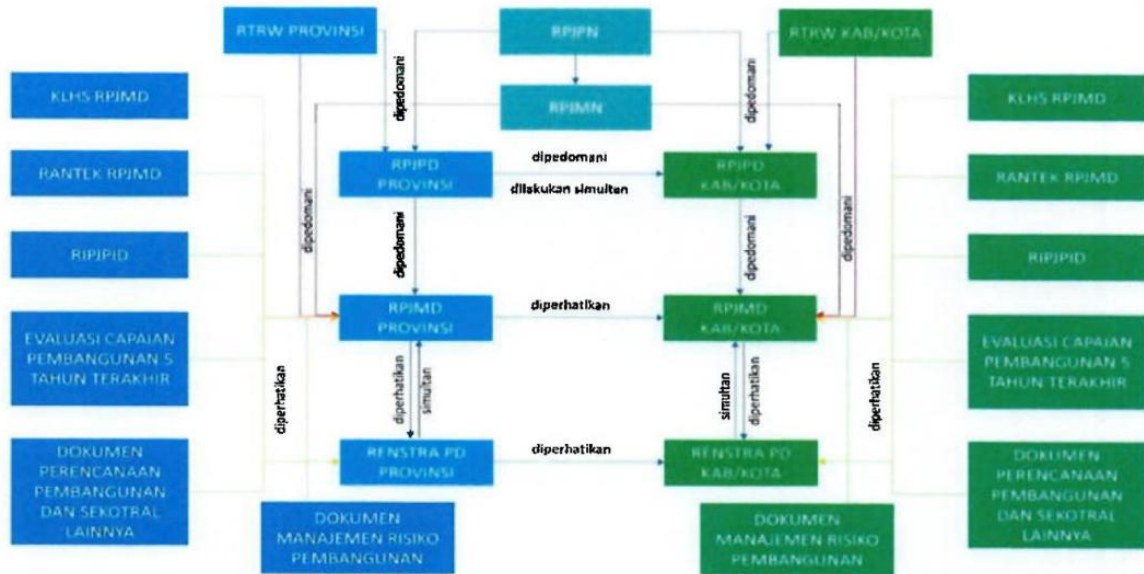 RTRW PROVINSI
RPJPN
RTRW KAB/KOTA
KLHS RPJMD
RPJMN
KLHS RPJMD
dipedomani
dipedomani
RANTEK RPJMD
RPJPD
PROVINSI
dipedomani
dilakukan simultan
RPJPD
KAB/KOTA
RANTEK RPJMD
dipedomani
dipedomani
dipedomani
dipedomani
RIPJPID
RIPJPID
RPJMD
PROVINSI
diperhatikan
RPJMD
KAB/KOTA
EVALUASI CAPAIAN
PEMBANGUNAN 5
TAHUN TERAKHIR
EVALUASI CAPAIAN
PEMBANGUNAN 5
TAHUN TERAKHIR
diperhatikan
diperhatikan
simultan
simultan
diperhatikan
diperhatikan
RENSTRA PD
PROVINSI
diperhatikan
RENSTRA PD
KAB/KOTA
DOKUMEN
PERENCANAAN
PEMBANGUNAN
DAN SEKOTRAL
LAINNYA
DOKUMEN
PERENCANAAN
PEMBANGUNAN
DAN SEKOTRAL
LAINNYA
DOKUMEN
MANAJEMEN RISIKO
PEMBANGUNAN
DOKUMEN
MANAJEMEN RISIKO
PEMBANGUNAN